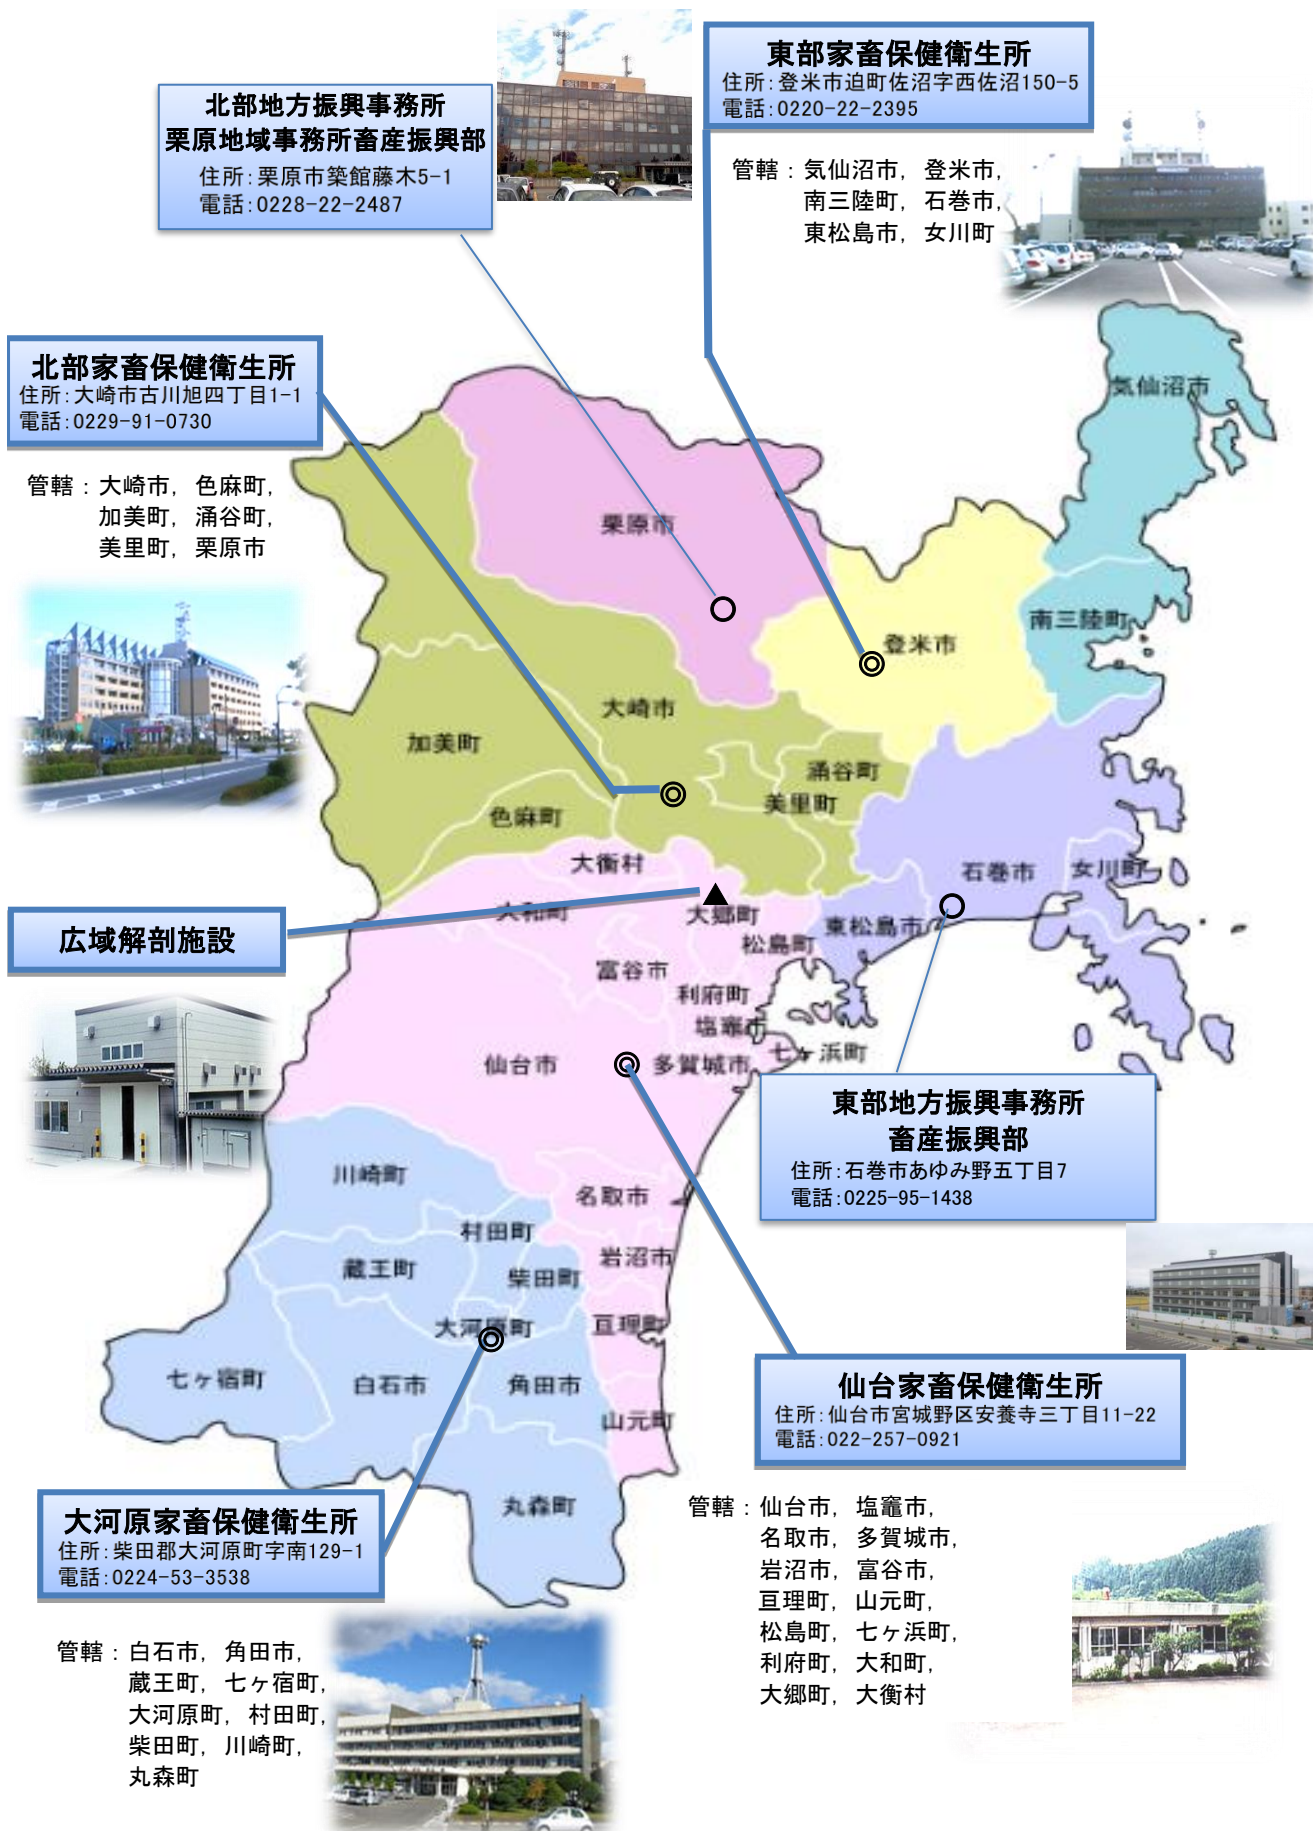 北部地方振興事務所
栗原地域事務所畜産振興部
住所：栗原市築館藤木5-1
電話：0228-22-2487
東部家畜保健衛生所
住所：登米市迫町佐沼字西佐沼150-5
電話：0220-22-2395
管轄：気仙沼市，登米市，
南三陸町，石巻市，
東松島市，女川町
北部家畜保健衛生所
住所：大崎市古川旭四丁目1-1
電話：0229-91-0730
管轄：大崎市，色麻町，
加美町，涌谷町，
美里町，栗原市
気仙沼市
栗原市
南三陸町
登米市
大崎市
加美町
涌谷町
美里町
色麻町
大衡村
石巻市
女川町
大和町
大郷町
東松島市
松島町
富谷市
利府町
塩竈市
七ヶ浜町
仙台市
多賀城市
広域解剖施設
東部地方振興事務所
畜産振興部
住所：石巻市あゆみ野五丁目7
電話：0225-95-1438
川崎町
名取市
村田町
岩沼市
蔵王町
柴田町
大河原町
亘理町
七ヶ宿町
白石市
角田市
山元町
丸森町
仙台家畜保健衛生所
住所：仙台市宮城野区安養寺三丁目11-22
電話：022-257-0921
管轄：仙台市，塩竈市，
名取市，多賀城市，
岩沼市，富谷市，
亘理町，山元町，
松島町，七ヶ浜町，
利府町，大和町，
大郷町，大衡村
大河原家畜保健衛生所
住所：柴田郡大河原町字南129-1
電話：0224-53-3538
管轄：白石市，角田市，
蔵王町，七ヶ宿町，
大河原町，村田町，
柴田町，川崎町，
丸森町